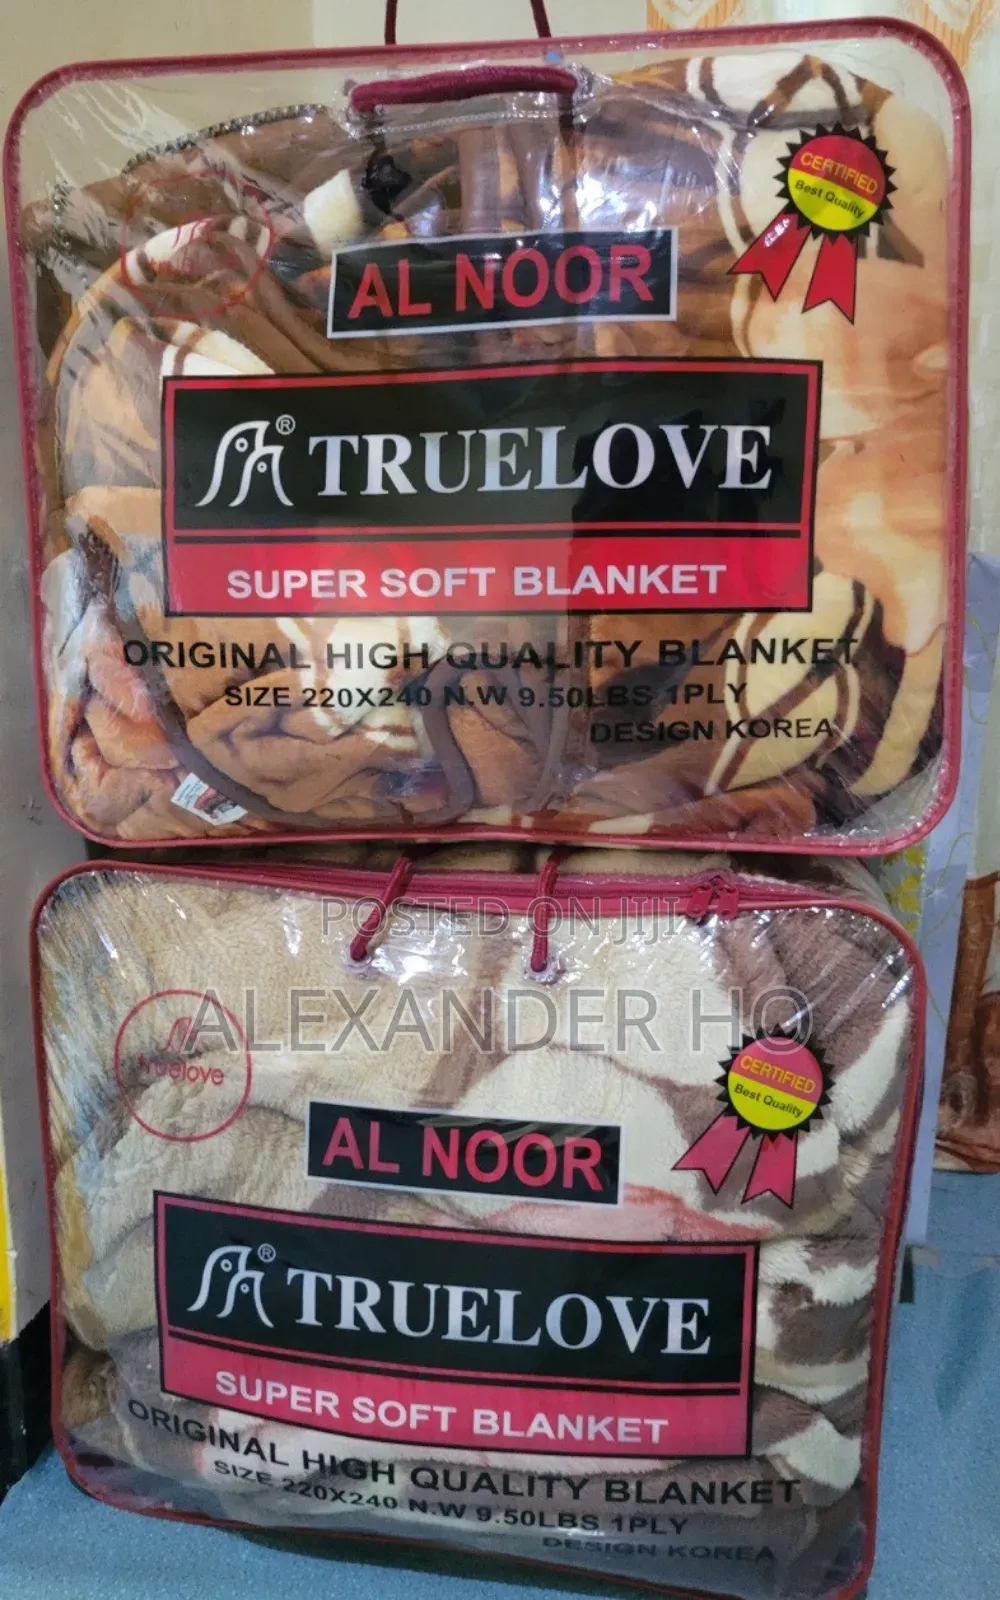 CERTIFIED
Best Quality
AL NOOR
® TRUELOVE
SUPER SOFT BLANKET
ORIGINAL HIGH QUALITY BLANKET
SIZE 220X240 N.W 9.50LBS 1PLY
DESIGN KOREA
POSTED ON JIJI
ALEXANDER HO
truelove
CERTIFIED
Best Quality
AL NOOR
® TRUELOVE
SUPER SOFT BLANKET
ORIGINAL HIGH QUALITY BLANKET
SIZE 220X240 N.W 9.50LBS 1PLY
DESIGN KOREA